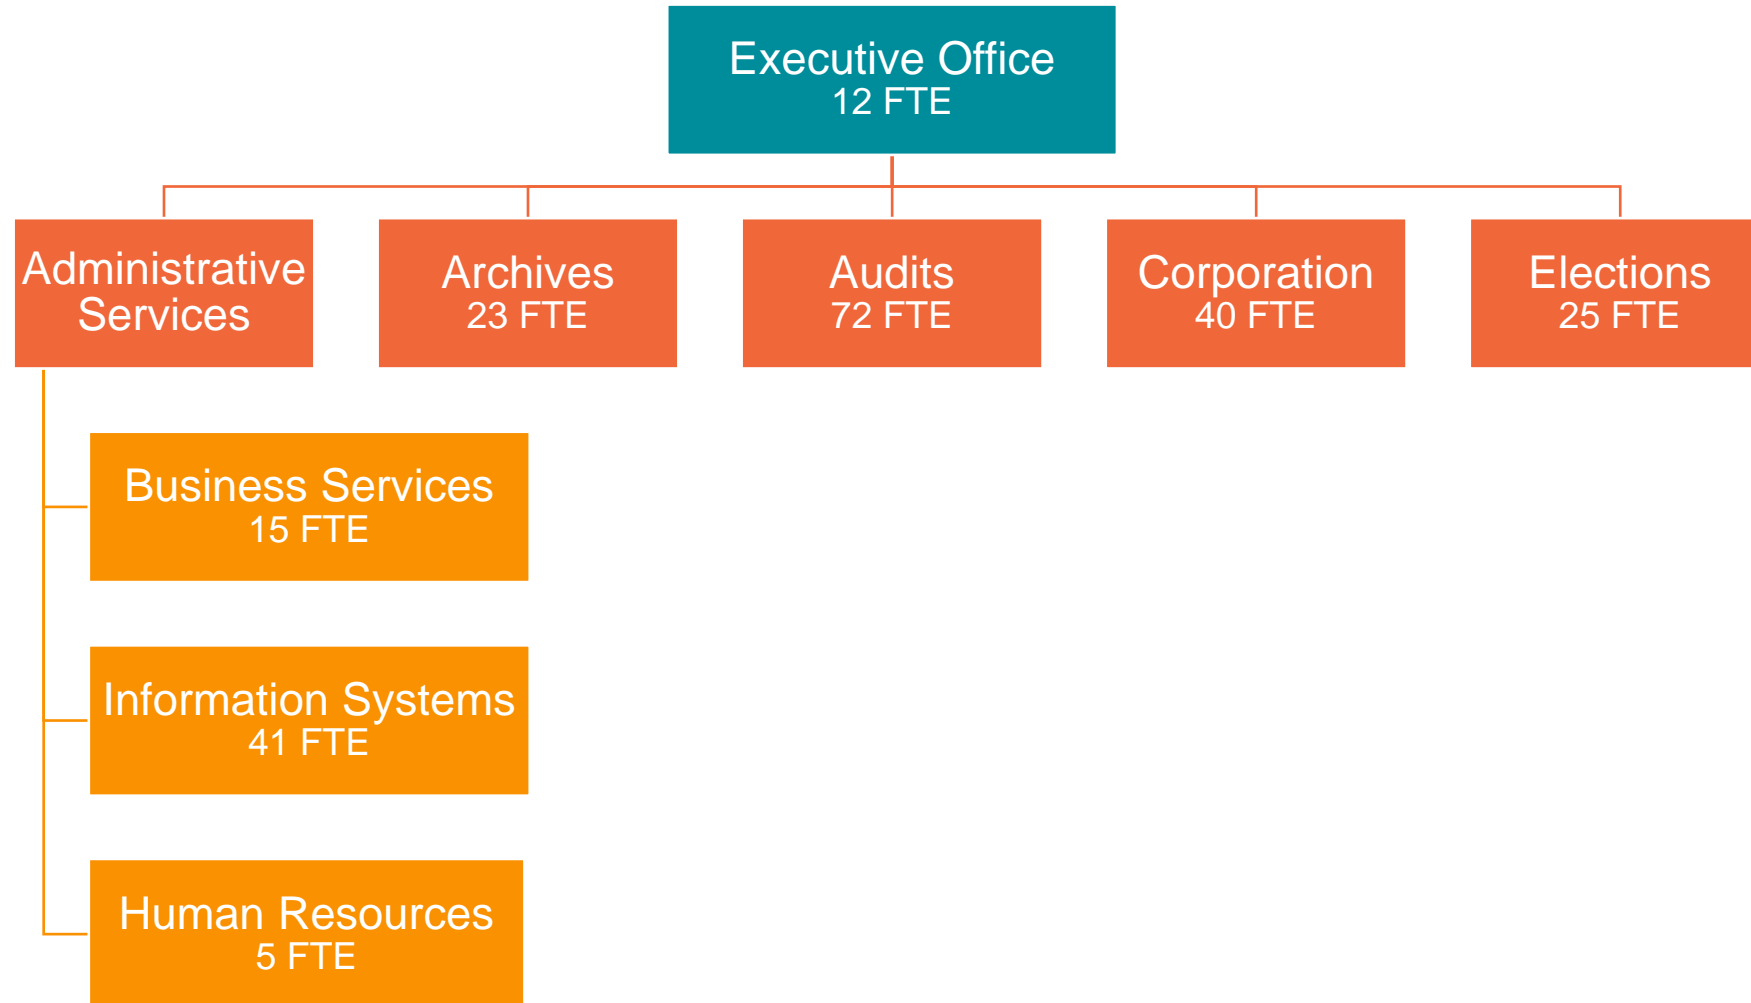 Executive Office
12 FTE
Administrative
Services
Archives
23 FTE
Audits
72 FTE
Corporation
40 FTE
Elections
25 FTE
Business Services
15 FTE
Information Systems
41 FTE
Human Resources
5 FTE